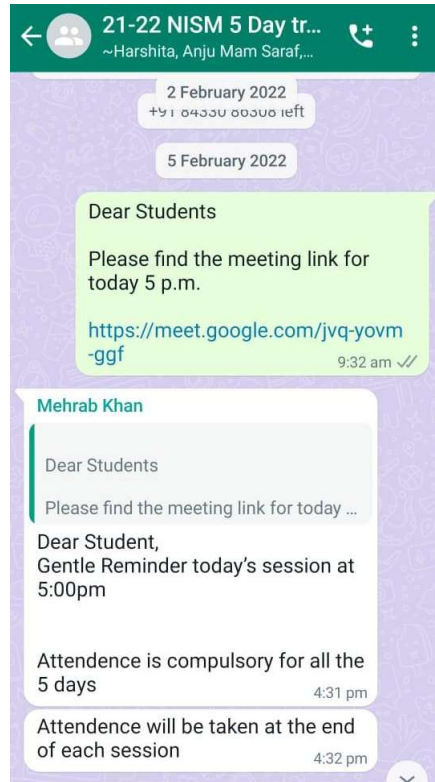 21-22 NISM 5 Day tr...
~Harshita, Anju Mam Saraf,...
2 February 2022
+91 84330 86308 left
5 February 2022
Dear Students
Please find the meeting link for
today 5 p.m.
https://meet.google.com/jvq-yovm
-ggf
9:32 am
Mehrab Khan
Dear Students
Please find the meeting link for today ...
Dear Student,
Gentle Reminder today's session at
5:00pm
Attendence is compulsory for all the
5 days
4:31 pm
Attendence will be taken at the end
of each session
4:32 pm